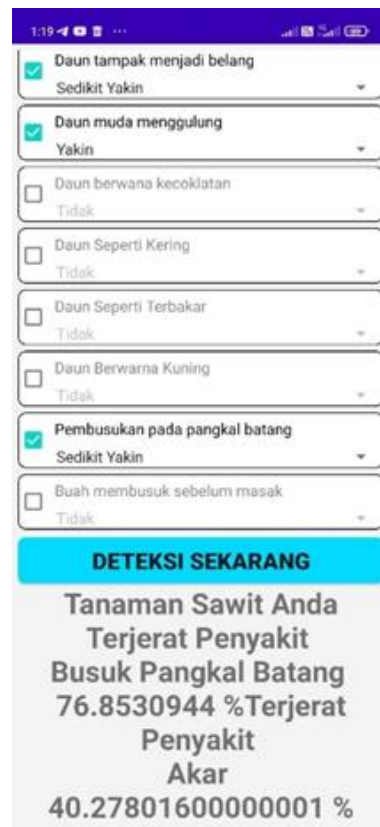 1:19
Daun tampak menjadi belang
Sedikit Yakin
Daun muda menggulung
Yakin
Daun berwana kecoklatan
Tidak
Daun Seperti Kering
Tidak
Daun Seperti Terbakar
Tidak
Daun Berwarna Kuning
Tidak
Pembusukan pada pangkal batang
Sedikit Yakin
Buah membusuk sebelum masak
Tidak
DETEKSI SEKARANG
Tanaman Sawit Anda
Terjerat Penyakit
Busuk Pangkal Batang
76.8530944 %Terjerat
Penyakit
Akar
40.27801600000001 %